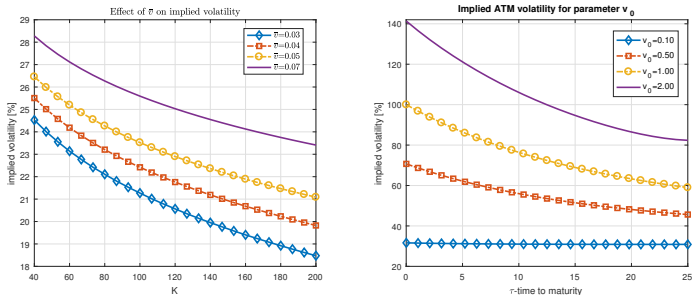 Effect of v̅ on implied volatility
29
28
27
26
25
24
23
22
21
20
19
18
40 60 80 100 120 140 160 180 200
K
implied volatility [%]
v̅=0.03
v̅=0.04
v̅=0.05
v̅=0.07
Implied ATM volatility for parameter v₀
140
120
100
80
60
40
20
0 5 10 15 20 25
τ-time to maturity
implied volatility [%]
v₀=0.10
v₀=0.50
v₀=1.00
v₀=2.00